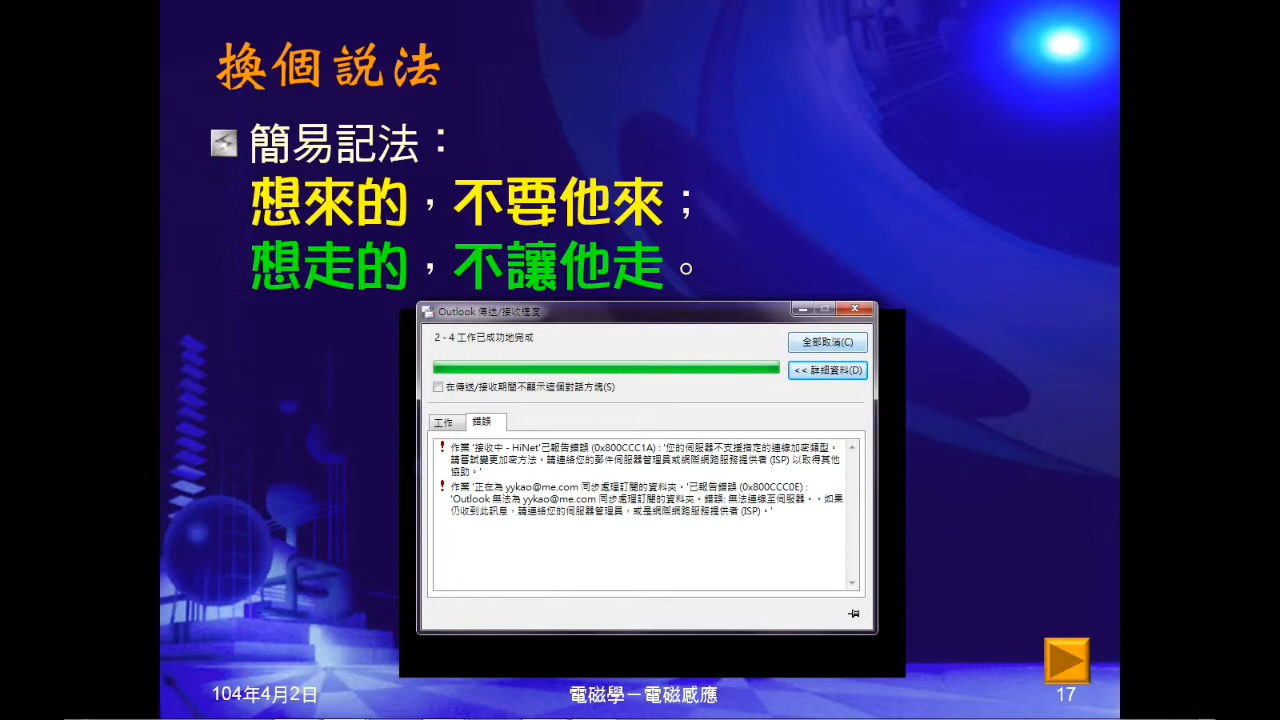 換個說法
簡易記法：
想來的，不要他來；
想走的，不讓他走。
Outlook 傳送/接收進度
2 - 4 工作已成功地完成
全部取消(C)
<< 詳細資料(D)
在傳送/接收期間不顯示這個對話方塊(S)
工作 錯誤
作業 '接收中 - HiNet'已報告錯誤 (0x800CCC1A) : '您的伺服器不支援指定的連線加密類型。
請嘗試變更加密方法。請連絡您的郵件伺服器管理員或網際網路服務提供者 (ISP) 以取得其他
協助。'
作業 '正在為 yykao@me.com 同步處理訂閱的資料夾。'已報告錯誤 (0x800CCC0E) :
'Outlook 無法為 yykao@me.com 同步處理訂閱的資料夾。錯誤: 無法連線至伺服器。。如果
仍收到此訊息，請連絡您的伺服器管理員，或是網際網路服務提供者 (ISP)。'
104年4月2日
電磁學－電磁感應
17